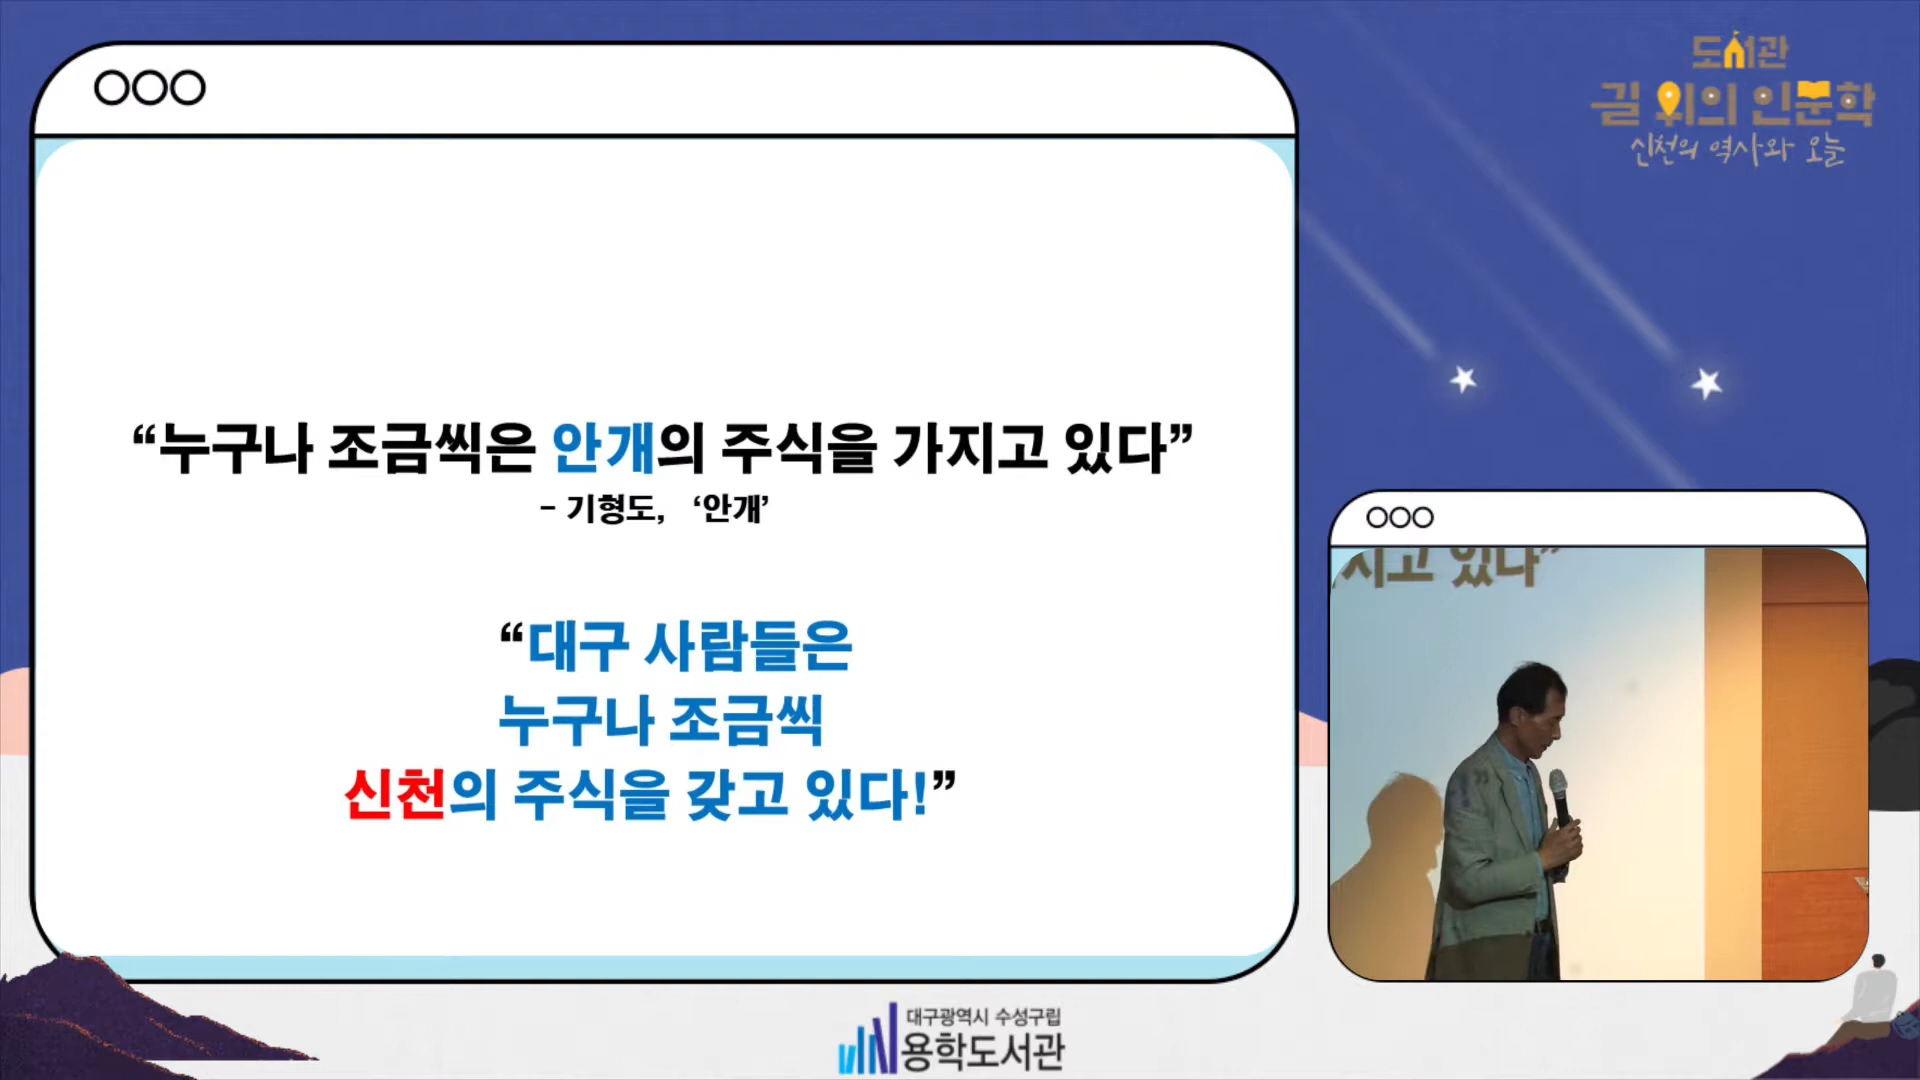 도서관
길 위의 인문학
신천의 역사와 오늘
“누구나 조금씩은 안개의 주식을 가지고 있다”
- 기형도, ‘안개’
“대구 사람들은
누구나 조금씩
신천의 주식을 갖고 있다!”
지고 있다”
대구광역시 수성구립
용학도서관